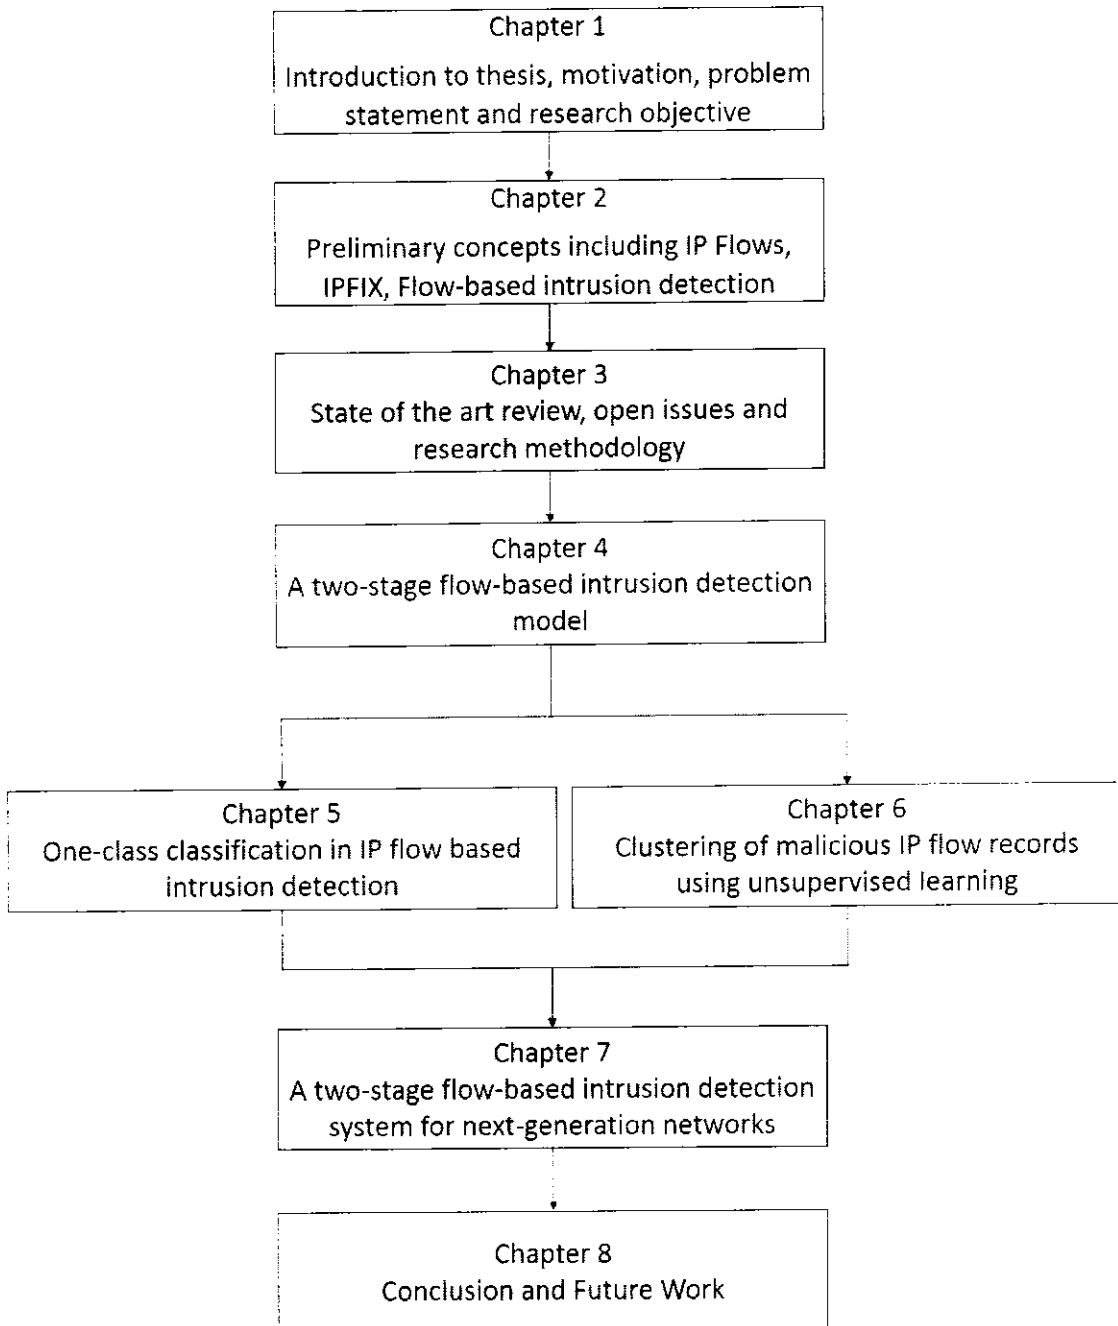 Chapter 1
Introduction to thesis, motivation, problem
statement and research objective
Chapter 2
Preliminary concepts including IP Flows,
IPFIX, Flow-based intrusion detection
Chapter 3
State of the art review, open issues and
research methodology
Chapter 4
A two-stage flow-based intrusion detection
model
Chapter 5
One-class classification in IP flow based
intrusion detection
Chapter 6
Clustering of malicious IP flow records
using unsupervised learning
Chapter 7
A two-stage flow-based intrusion detection
system for next-generation networks
Chapter 8
Conclusion and Future Work